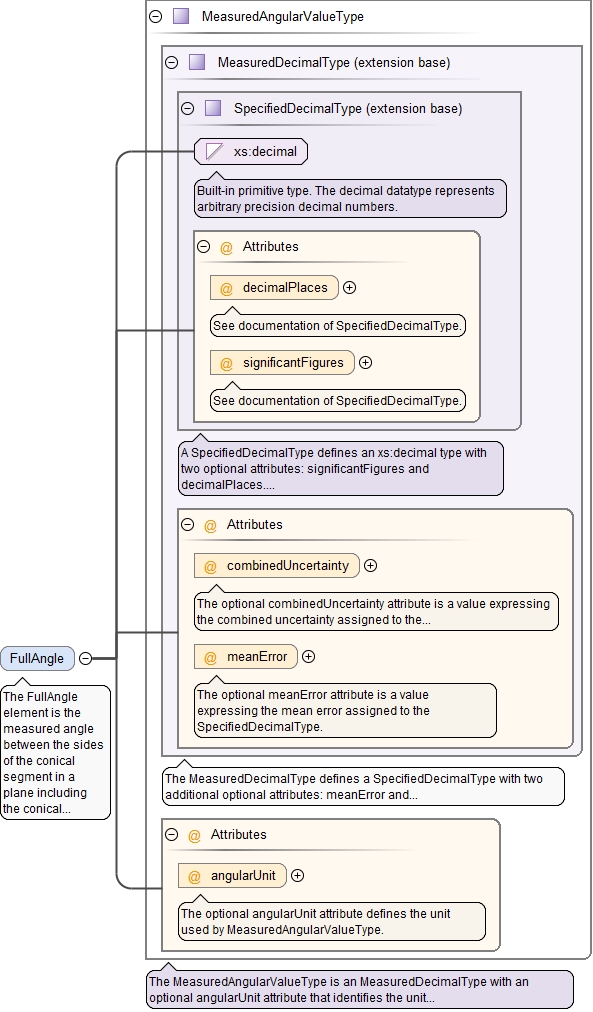 MeasuredAngularValueType
MeasuredDecimalType (extension base)
SpecifiedDecimalType (extension base)
xs:decimal
Built-in primitive type. The decimal datatype represents
arbitrary precision decimal numbers.
@ Attributes
@ decimalPlaces
See documentation of SpecifiedDecimalType.
@ significantFigures
See documentation of SpecifiedDecimalType.
A SpecifiedDecimalType defines an xs:decimal type with
two optional attributes: significantFigures and
decimalPlaces....
@ Attributes
@ combinedUncertainty
The optional combinedUncertainty attribute is a value expressing
the combined uncertainty assigned to the...
@ meanError
The optional meanError attribute is a value
expressing the mean error assigned to the
SpecifiedDecimalType.
The MeasuredDecimalType defines a SpecifiedDecimalType with two
additional optional attributes: meanError and...
FullAngle
The FullAngle
element is the
measured angle
between the sides
of the conical
segment in a
plane including
the conical...
@ Attributes
@ angularUnit
The optional angularUnit attribute defines the unit
used by MeasuredAngularValueType.
The MeasuredAngularValueType is an MeasuredDecimalType with an
optional angularUnit attribute that identifies the unit...